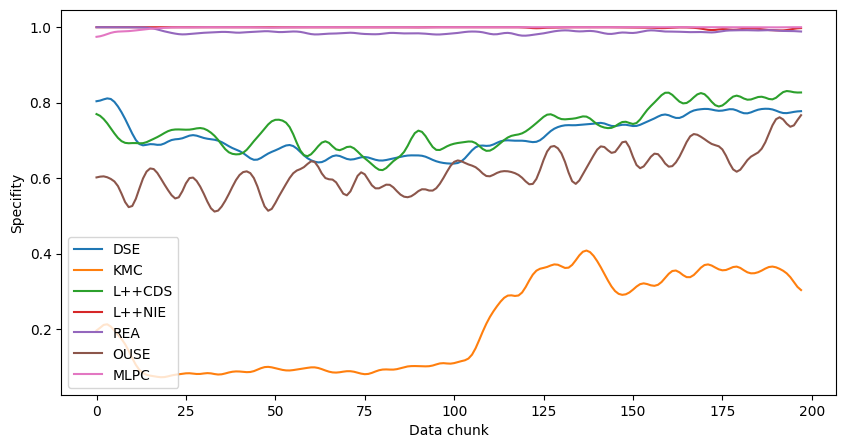 1.0
0.8
0.6
0.4
0.2
Specifity
DSE
KMC
L++CDS
L++NIE
REA
OUSE
MLPC
0 25 50 75 100 125 150 175 200
Data chunk